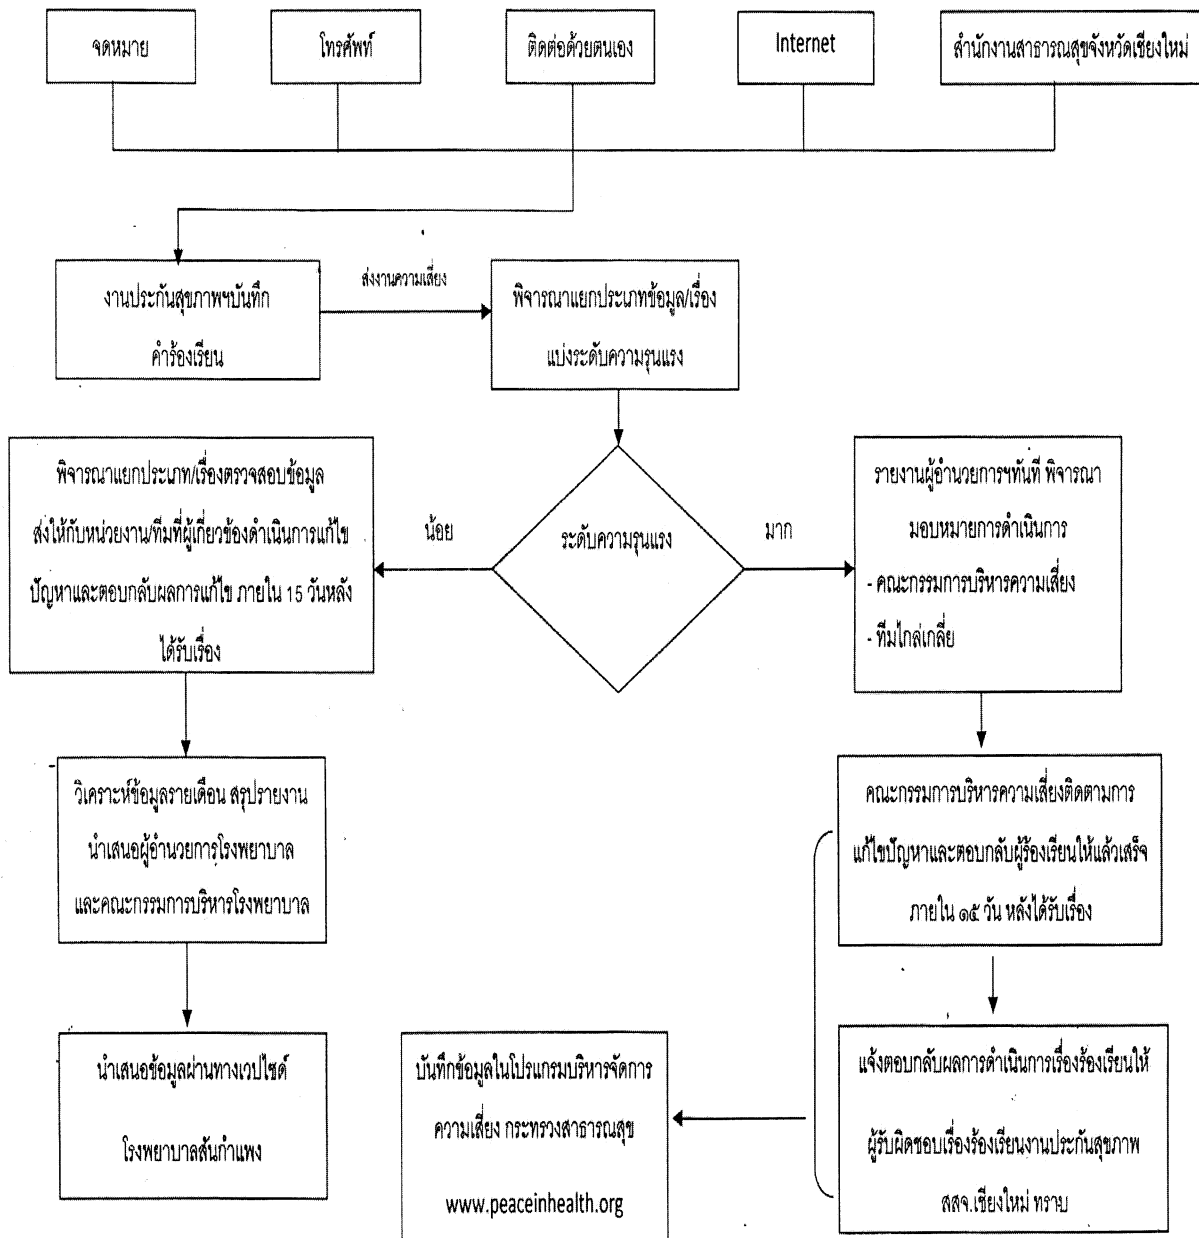 จดหมาย
โทรศัพท์
ติดต่อด้วยตนเอง
Internet
สำนักงานสาธารณสุขจังหวัดเชียงใหม่
งานประกันสุขภาพฯบันทึก
คำร้องเรียน
ส่งงานความเสี่ยง
พิจารณาแยกประเภทข้อมูล/เรื่อง
แบ่งระดับความรุนแรง
พิจารณาแยกประเภท/เรื่องตรวจสอบข้อมูล
ส่งให้กับหน่วยงาน/ทีมที่ผู้เกี่ยวข้องดำเนินการแก้ไข
ปัญหาและตอบกลับผลการแก้ไข ภายใน 15 วันหลัง
ได้รับเรื่อง
น้อย
ระดับความรุนแรง
มาก
รายงานผู้อำนวยการฯทันที พิจารณา
มอบหมายการดำเนินการ
- คณะกรรมการบริหารความเสี่ยง
- ทีมไกล่เกลี่ย
วิเคราะห์ข้อมูลรายเดือน สรุปรายงาน
นำเสนอผู้อำนวยการโรงพยาบาล
และคณะกรรมการบริหารโรงพยาบาล
คณะกรรมการบริหารความเสี่ยงติดตามการ
แก้ไขปัญหาและตอบกลับผู้ร้องเรียนให้แล้วเสร็จ
ภายใน ๑๕ วัน หลังได้รับเรื่อง
นำเสนอข้อมูลผ่านทางเวปไซด์
โรงพยาบาลสันกำแพง
บันทึกข้อมูลในโปรแกรมบริหารจัดการ
ความเสี่ยง กระทรวงสาธารณสุข
www.peaceinhealth.org
แจ้งตอบกลับผลการดำเนินการเรื่องร้องเรียนให้
ผู้รับผิดชอบเรื่องร้องเรียนงานประกันสุขภาพ
สสจ.เชียงใหม่ ทราบ